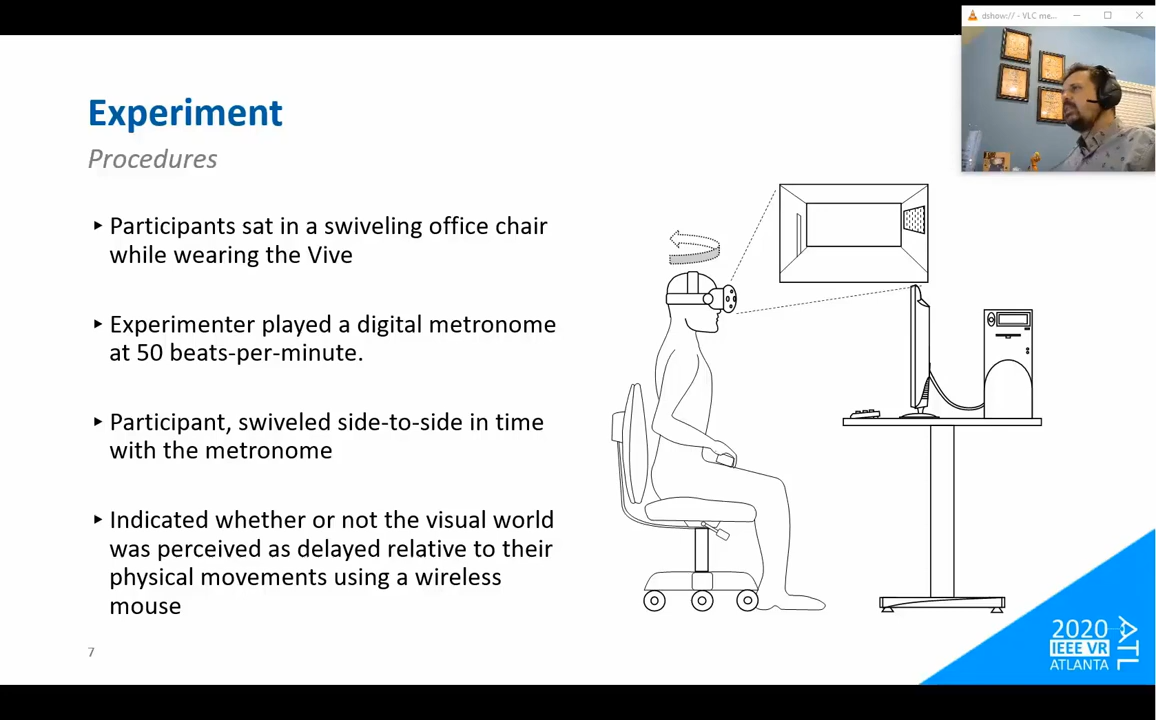 dshow:// - VLC me...
Experiment
Procedures
‣ Participants sat in a swiveling office chair
while wearing the Vive
‣ Experimenter played a digital metronome
at 50 beats-per-minute.
‣ Participant, swiveled side-to-side in time
with the metronome
‣ Indicated whether or not the visual world
was perceived as delayed relative to their
physical movements using a wireless
mouse
7
2020
IEEE VR
ATLANTA
ATL